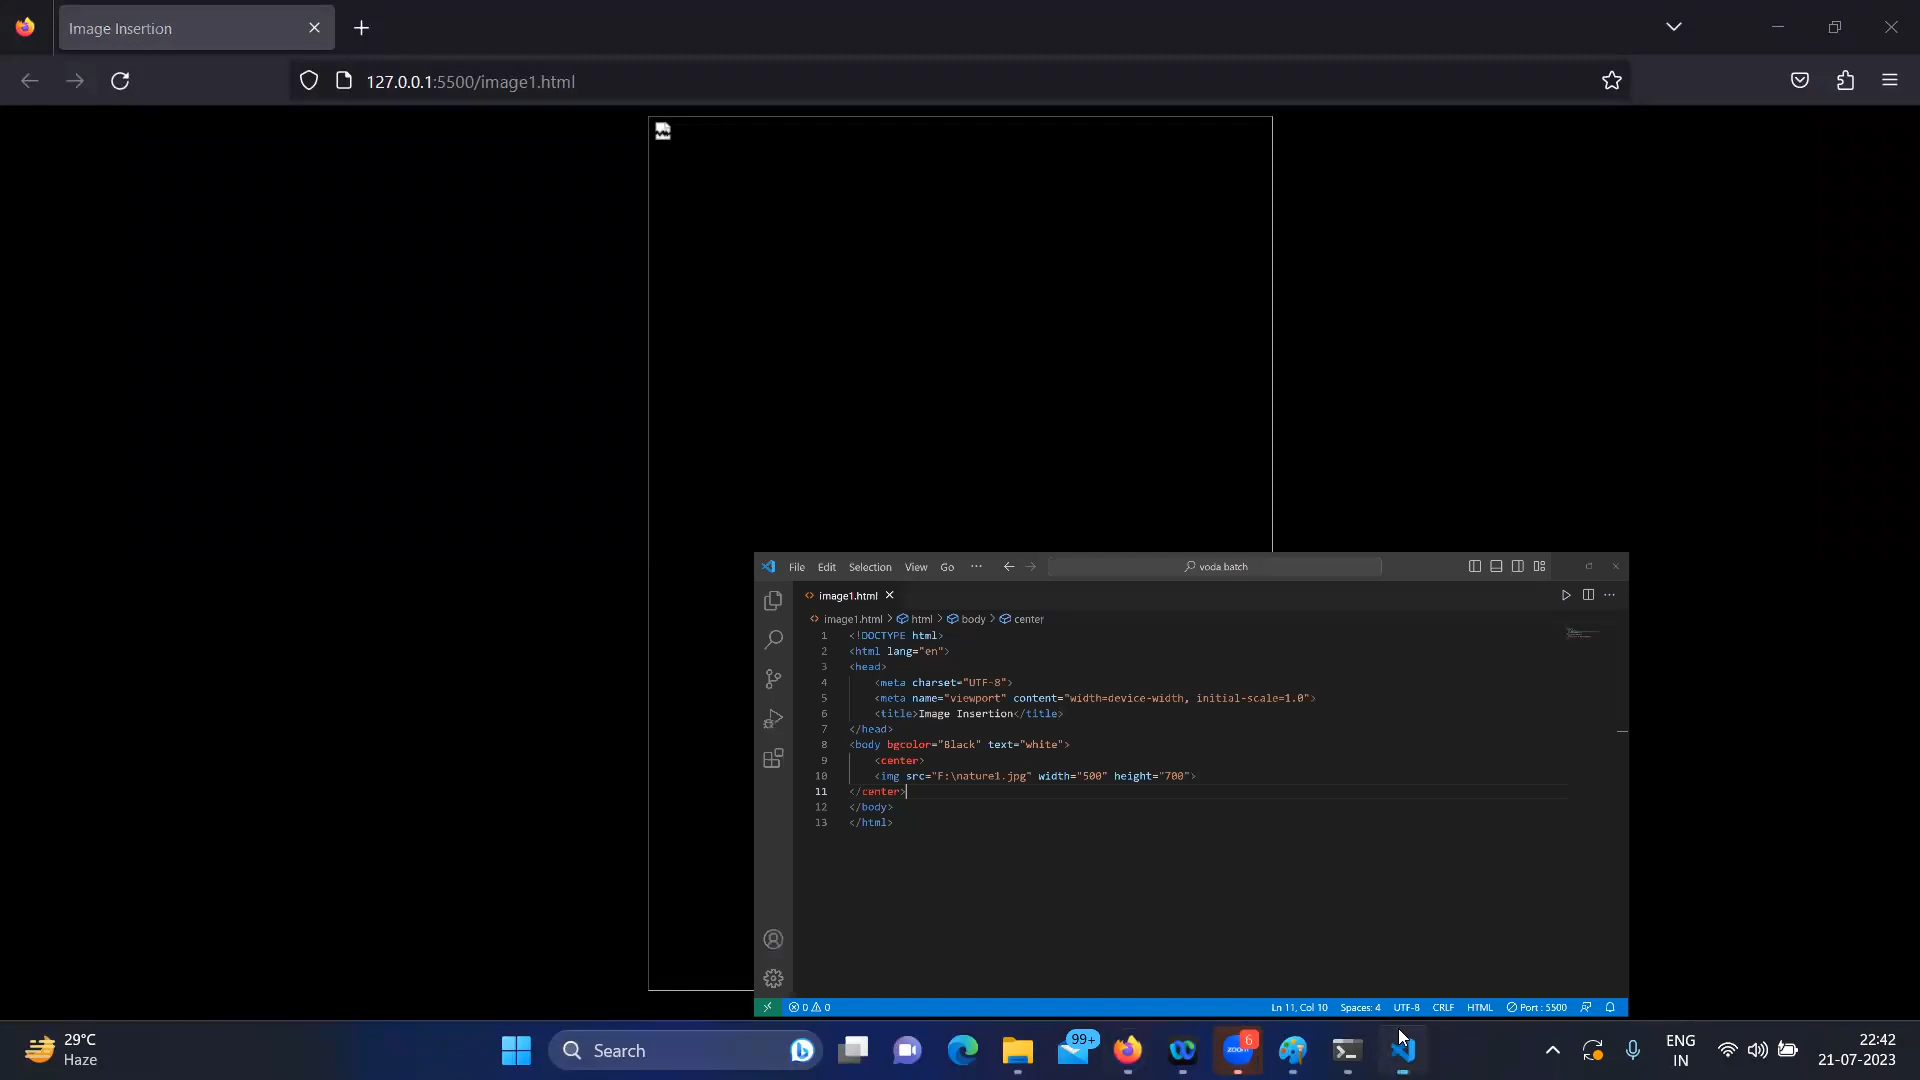 Image Insertion
127.0.0.1:5500/image1.html
File Edit Selection View Go ··· voda batch
image1.html
image1.html > html > body > center
1 <!DOCTYPE html>
2 <html lang="en">
3 <head>
4 <meta charset="UTF-8">
5 <meta name="viewport" content="width=device-width, initial-scale=1.0">
6 <title>Image Insertion</title>
7 </head>
8 <body bgcolor="Black" text="white">
9 <center>
10 <img src="F:\nature1.jpg" width="500" height="700">
11 </center>
12 </body>
13 </html>
0 0 Ln 11, Col 10 Spaces: 4 UTF-8 CRLF HTML Port : 5500
29°C
Haze
Search
99+
zoom
6
ENG
IN
22:42
21-07-2023